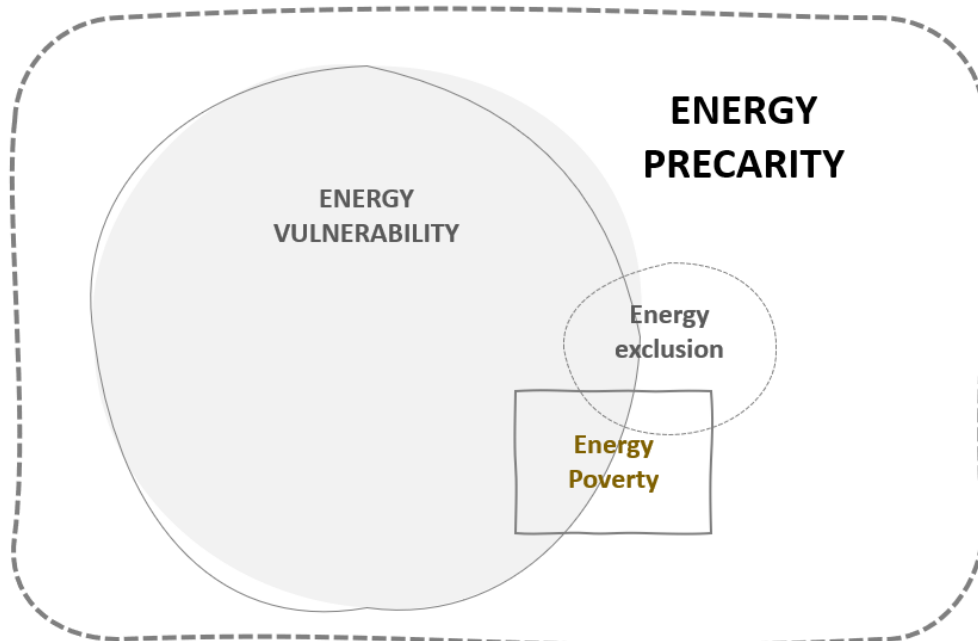 ENERGY
PRECARITY
ENERGY
VULNERABILITY
Energy
exclusion
Energy
Poverty